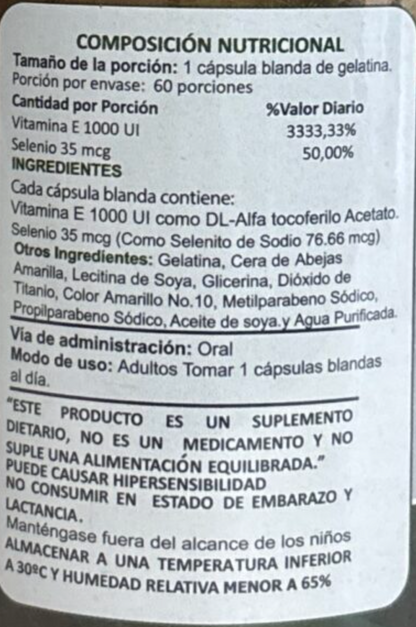 COMPOSICIÓN NUTRICIONAL
Tamaño de la porción: 1 cápsula blanda de gelatina.
Porción por envase: 60 porciones
Cantidad por Porción %Valor Diario
Vitamina E 1000 UI 3333,33%
Selenio 35 mcg 50,00%
INGREDIENTES
Cada cápsula blanda contiene:
Vitamina E 1000 UI como DL-Alfa tocoferilo Acetato.
Selenio 35 mcg (Como Selenito de Sodio 76.66 mcg)
Otros Ingredientes: Gelatina, Cera de Abejas
Amarilla, Lecitina de Soya, Glicerina, Dióxido de
Titanio, Color Amarillo No.10, Metilparabeno Sódico,
Propilparabeno Sódico, Aceite de soya.y Agua Purificada.
Vía de administración: Oral
Modo de uso: Adultos Tomar 1 cápsulas blandas
al día.
"ESTE PRODUCTO ES UN SUPLEMENTO
DIETARIO, NO ES UN MEDICAMENTO Y NO
SUPLE UNA ALIMENTACIÓN EQUILIBRADA."
PUEDE CAUSAR HIPERSENSIBILIDAD
NO CONSUMIR EN ESTADO DE EMBARAZO Y
LACTANCIA.
Manténgase fuera del alcance de los niños
ALMACENAR A UNA TEMPERATURA INFERIOR
A 30ºC Y HUMEDAD RELATIVA MENOR A 65%